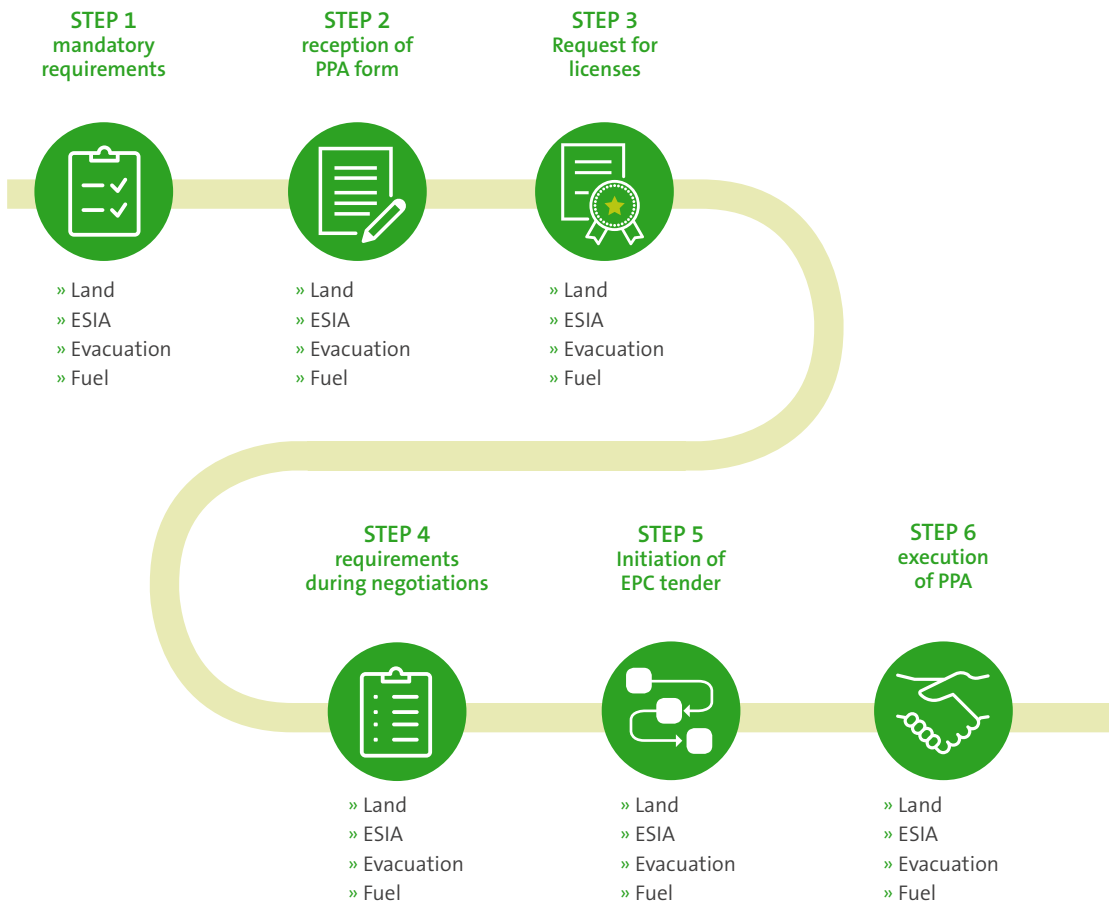 STEP 1
mandatory
requirements
STEP 2
reception of
PPA form
STEP 3
Request for
licenses
» Land
» ESIA
» Evacuation
» Fuel
» Land
» ESIA
» Evacuation
» Fuel
» Land
» ESIA
» Evacuation
» Fuel
STEP 4
requirements
during negotiations
STEP 5
Initiation of
EPC tender
STEP 6
execution
of PPA
» Land
» ESIA
» Evacuation
» Fuel
» Land
» ESIA
» Evacuation
» Fuel
» Land
» ESIA
» Evacuation
» Fuel